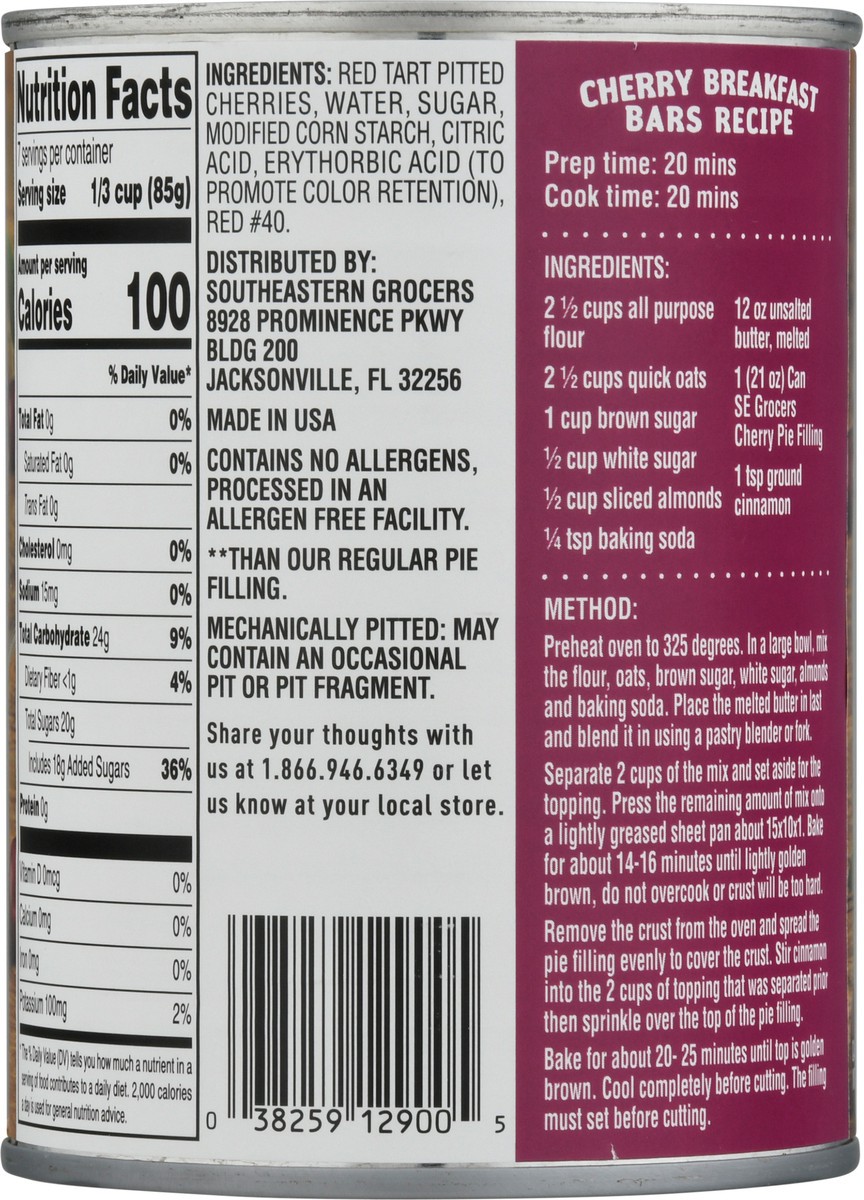 Nutrition Facts
7 servings per container
Serving size 1/3 cup (85g)
Amount per serving
Calories 100
% Daily Value*
Total Fat 0g 0%
Saturated Fat 0g 0%
Trans Fat 0g
Cholesterol 0mg 0%
Sodium 15mg 0%
Total Carbohydrate 24g 9%
Dietary Fiber <1g 4%
Total Sugars 20g
Includes 18g Added Sugars 36%
Protein 0g
Vitamin D 0mcg 0%
Calcium 0mg 0%
Iron 0mg 0%
Potassium 100mg 2%
*The % Daily Value (DV) tells you how much a nutrient in a
serving of food contributes to a daily diet. 2,000 calories
a day is used for general nutrition advice.
INGREDIENTS: RED TART PITTED
CHERRIES, WATER, SUGAR,
MODIFIED CORN STARCH, CITRIC
ACID, ERYTHORBIC ACID (TO
PROMOTE COLOR RETENTION),
RED #40.
DISTRIBUTED BY:
SOUTHEASTERN GROCERS
8928 PROMINENCE PKWY
BLDG 200
JACKSONVILLE, FL 32256
MADE IN USA
CONTAINS NO ALLERGENS,
PROCESSED IN AN
ALLERGEN FREE FACILITY.
**THAN OUR REGULAR PIE
FILLING.
MECHANICALLY PITTED: MAY
CONTAIN AN OCCASIONAL
PIT OR PIT FRAGMENT.
Share your thoughts with
us at 1.866.946.6349 or let
us know at your local store.
0 38259 12900 5
CHERRY BREAKFAST
BARS RECIPE
Prep time: 20 mins
Cook time: 20 mins
INGREDIENTS:
2 ½ cups all purpose
flour
2 ½ cups quick oats
1 cup brown sugar
½ cup white sugar
½ cup sliced almonds
¼ tsp baking soda
12 oz unsalted
butter, melted
1 (21 oz) Can
SE Grocers
Cherry Pie Filling
1 tsp ground
cinnamon
METHOD:
Preheat oven to 325 degrees. In a large bowl, mix
the flour, oats, brown sugar, white sugar, almonds
and baking soda. Place the melted butter in last
and blend it in using a pastry blender or fork.
Separate 2 cups of the mix and set aside for the
topping. Press the remaining amount of mix onto
a lightly greased sheet pan about 15x10x1. Bake
for about 14-16 minutes until lightly golden
brown, do not overcook or crust will be too hard.
Remove the crust from the oven and spread the
pie filling evenly to cover the crust. Stir cinnamon
into the 2 cups of topping that was separated prior
then sprinkle over the top of the pie filling.
Bake for about 20- 25 minutes until top is golden
brown. Cool completely before cutting. The filling
must set before cutting.